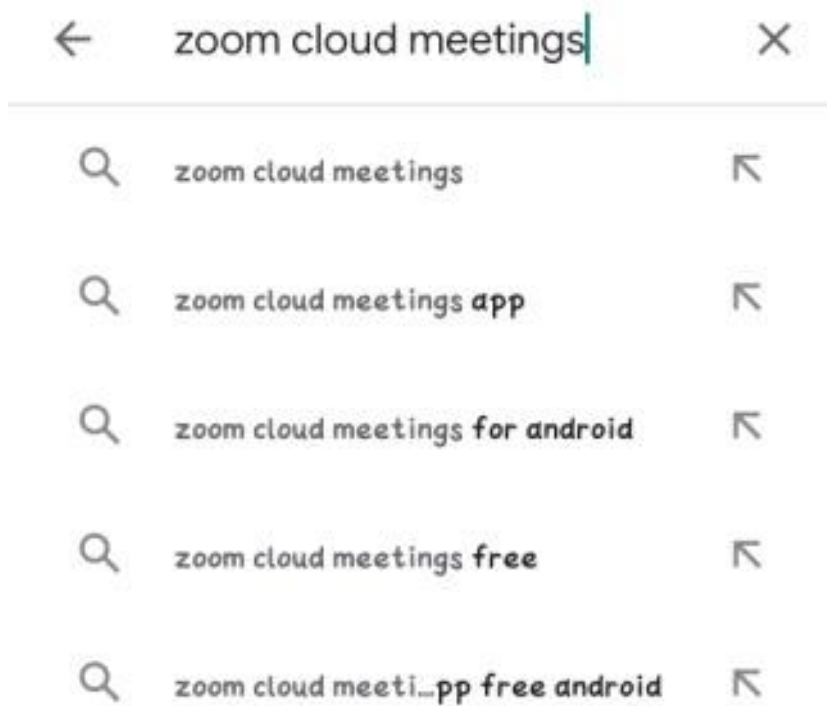 zoom cloud meetings
zoom cloud meetings
zoom cloud meetings app
zoom cloud meetings for android
zoom cloud meetings free
zoom cloud meeti...pp free android